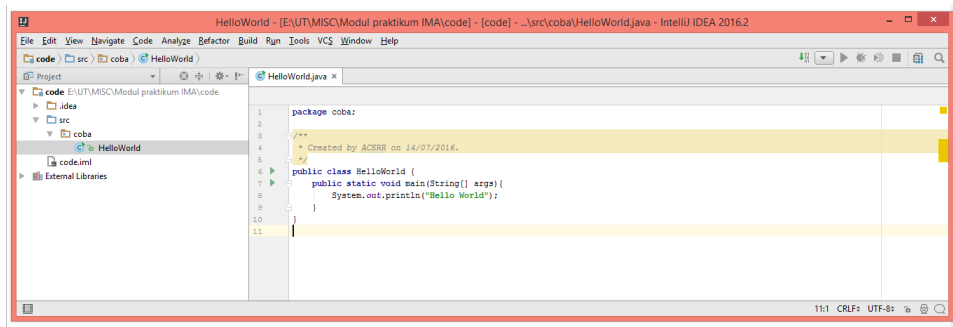 HelloWorld - [E:\UT\MISC\Modul praktikum IMA\code] - [code] - ...\src\coba\HelloWorld.java - IntelliJ IDEA 2016.2
File Edit View Navigate Code Analyze Refactor Build Run Tools VCS Window Help
code src coba HelloWorld
Project
HelloWorld.java
code E:\UT\MISC\Modul praktikum IMA\code
.idea
src
coba
HelloWorld
code.iml
External Libraries
1 package coba;
2
3 /**
4 * Created by ACERR on 14/07/2016.
5 */
6 public class HelloWorld {
7 public static void main(String[] args){
8 System.out.println("Hello World");
9 }
10 }
11
11:1 CRLF÷ UTF-8÷